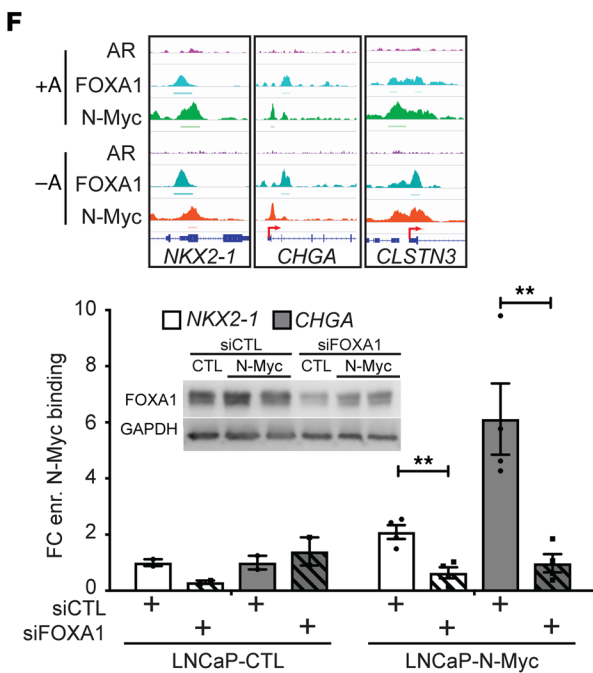 F
+A
AR
FOXA1
N-Myc
–A
AR
FOXA1
N-Myc
NKX2-1 CHGA CLSTN3
FC enr. N-Myc binding
10
8
6
4
2
0
NKX2-1 CHGA
siCTL siFOXA1
CTL N-Myc CTL N-Myc
FOXA1
GAPDH
**
**
siCTL + + + +
siFOXA1 + + + +
LNCaP-CTL LNCaP-N-Myc